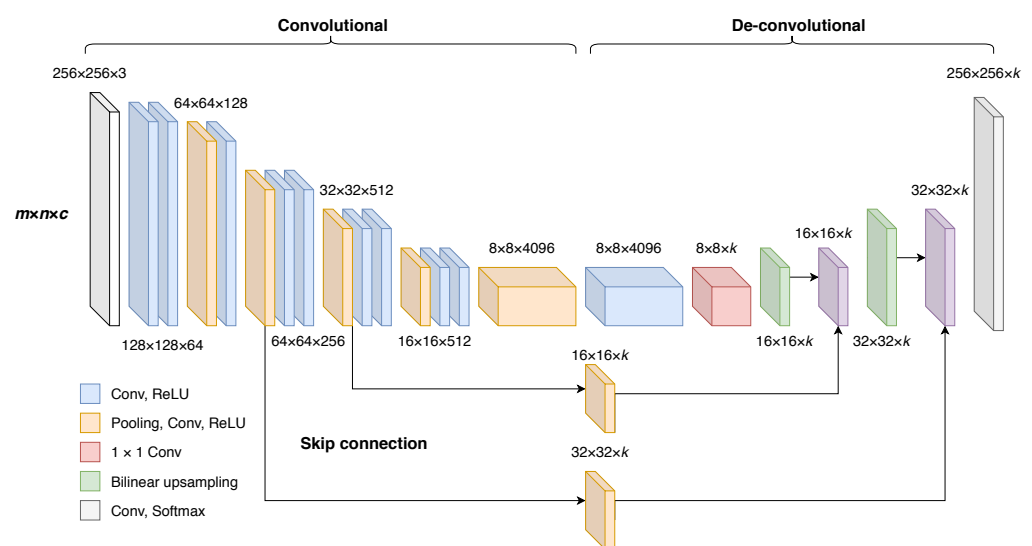 Convolutional
De-convolutional
256×256×3
256×256×k
64×64×128
32×32×512
32×32×k
m×n×c
16×16×k
8×8×4096
8×8×4096
8×8×k
128×128×64
64×64×256
16×16×512
16×16×k
32×32×k
16×16×k
Conv, ReLU
Pooling, Conv, ReLU
Skip connection
1 × 1 Conv
32×32×k
Bilinear upsampling
Conv, Softmax